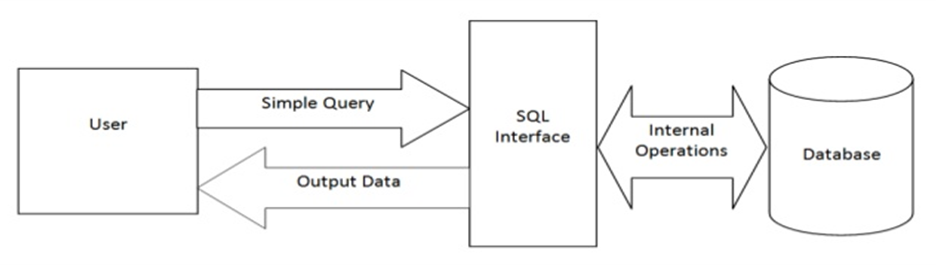 User
Simple Query
Output Data
SQL
Interface
Internal
Operations
Database